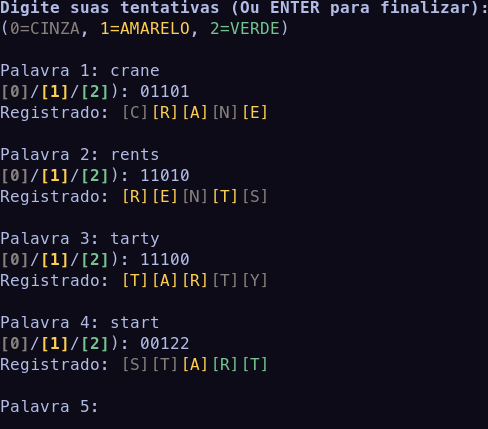 Digite suas tentativas (Ou ENTER para finalizar):
(0=CINZA, 1=AMARELO, 2=VERDE)
Palavra 1: crane
[0]/[1]/[2]): 01101
Registrado: [C][R][A][N][E]
Palavra 2: rents
[0]/[1]/[2]): 11010
Registrado: [R][E][N][T][S]
Palavra 3: tarty
[0]/[1]/[2]): 11100
Registrado: [T][A][R][T][Y]
Palavra 4: start
[0]/[1]/[2]): 00122
Registrado: [S][T][A][R][T]
Palavra 5: